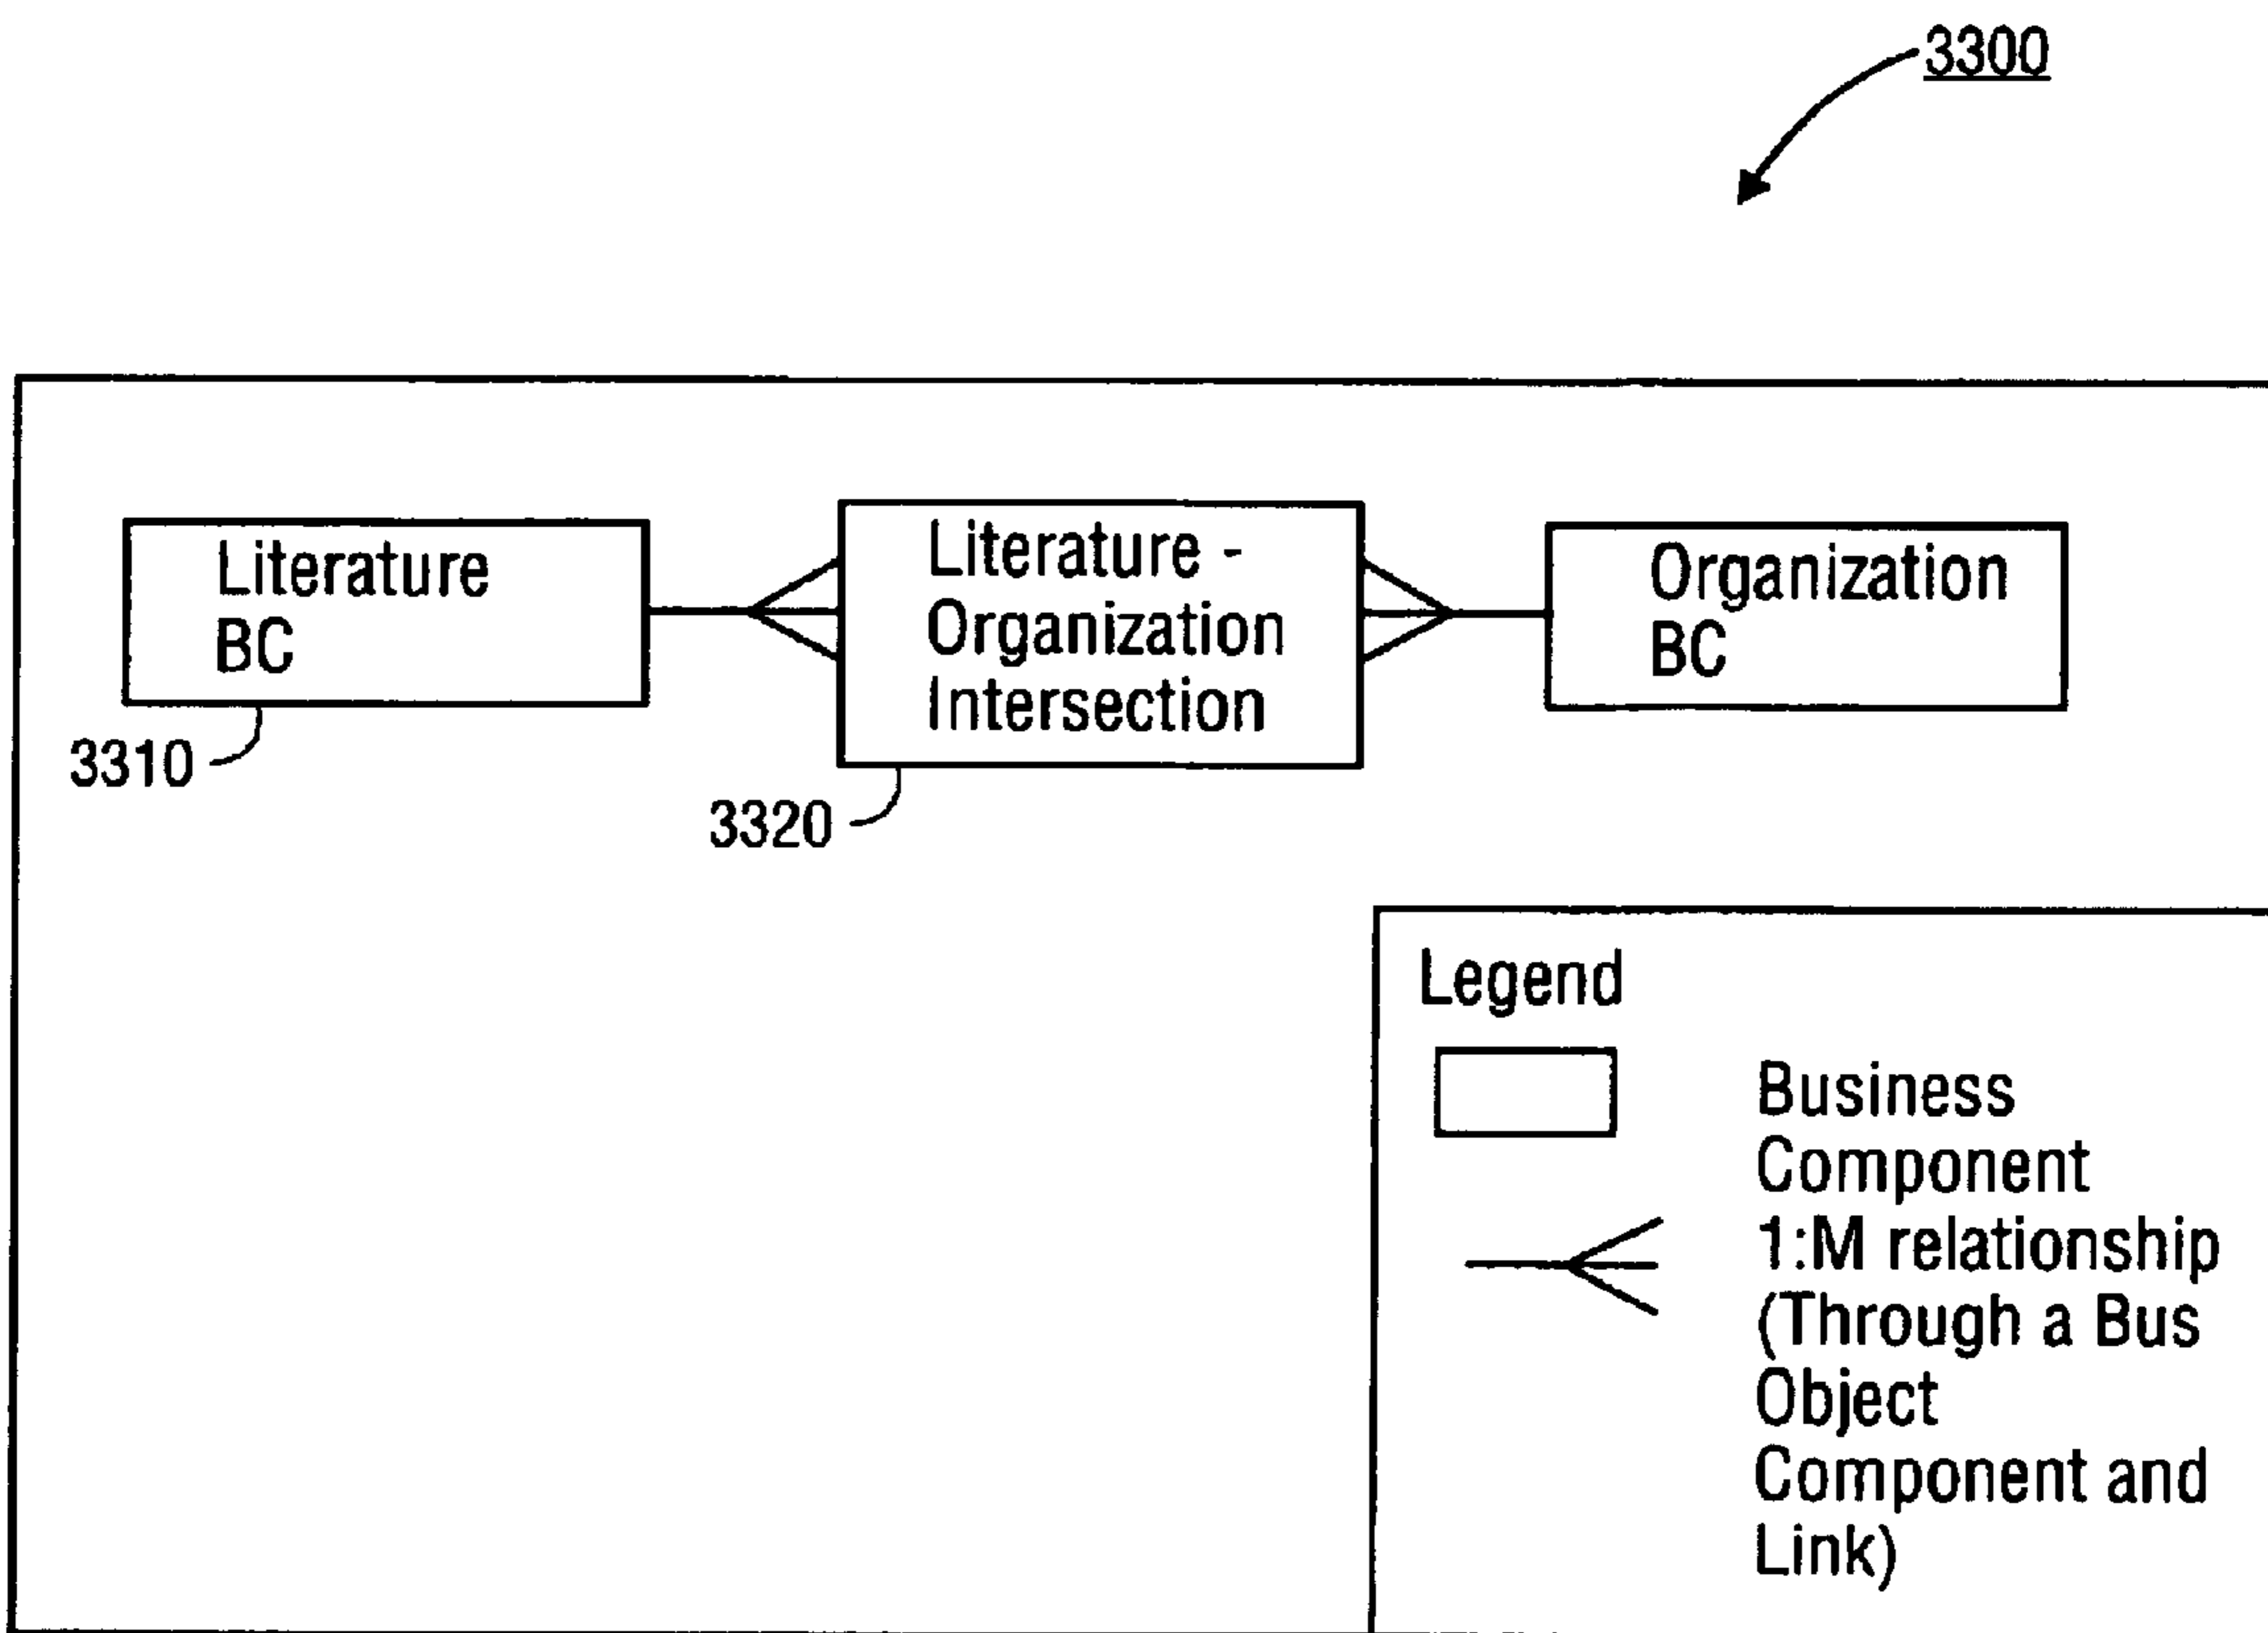 3300
Literature
BC
3310
Literature -
Organization
Intersection
3320
Organization
BC
Legend
Business
Component
1:M relationship
(Through a Bus
Object
Component and
Link)